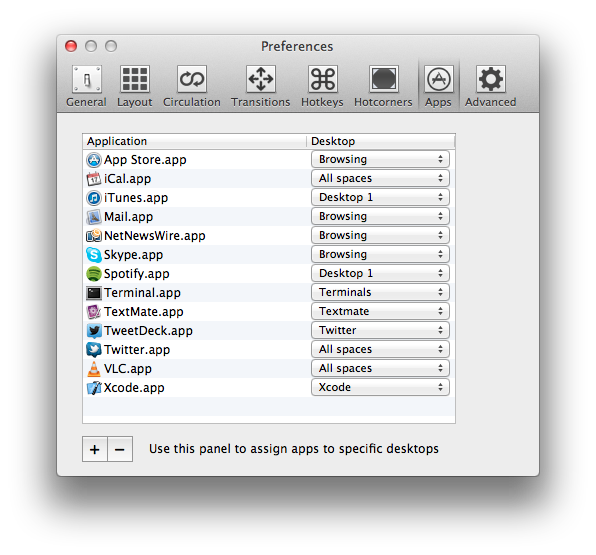 Preferences
General Layout Circulation Transitions Hotkeys Hotcorners Apps Advanced
Application Desktop
App Store.app Browsing
iCal.app All spaces
iTunes.app Desktop 1
Mail.app Browsing
NetNewsWire.app Browsing
Skype.app Browsing
Spotify.app Desktop 1
Terminal.app Terminals
TextMate.app Textmate
TweetDeck.app Twitter
Twitter.app All spaces
VLC.app All spaces
Xcode.app Xcode
+ − Use this panel to assign apps to specific desktops